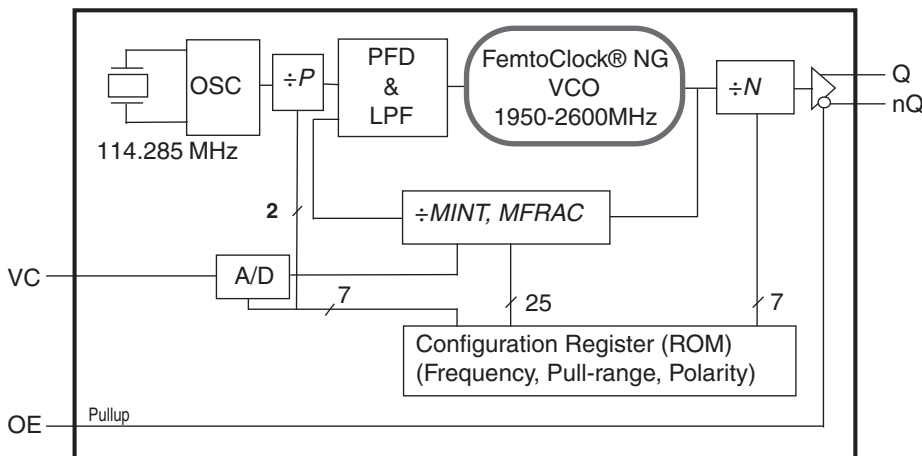 OSC
÷P
PFD
&
LPF
FemtoClock® NG
VCO
1950-2600MHz
÷N
Q
nQ
114.285 MHz
2
÷MINT, MFRAC
VC
A/D
7
25
7
Configuration Register (ROM)
(Frequency, Pull-range, Polarity)
OE
Pullup